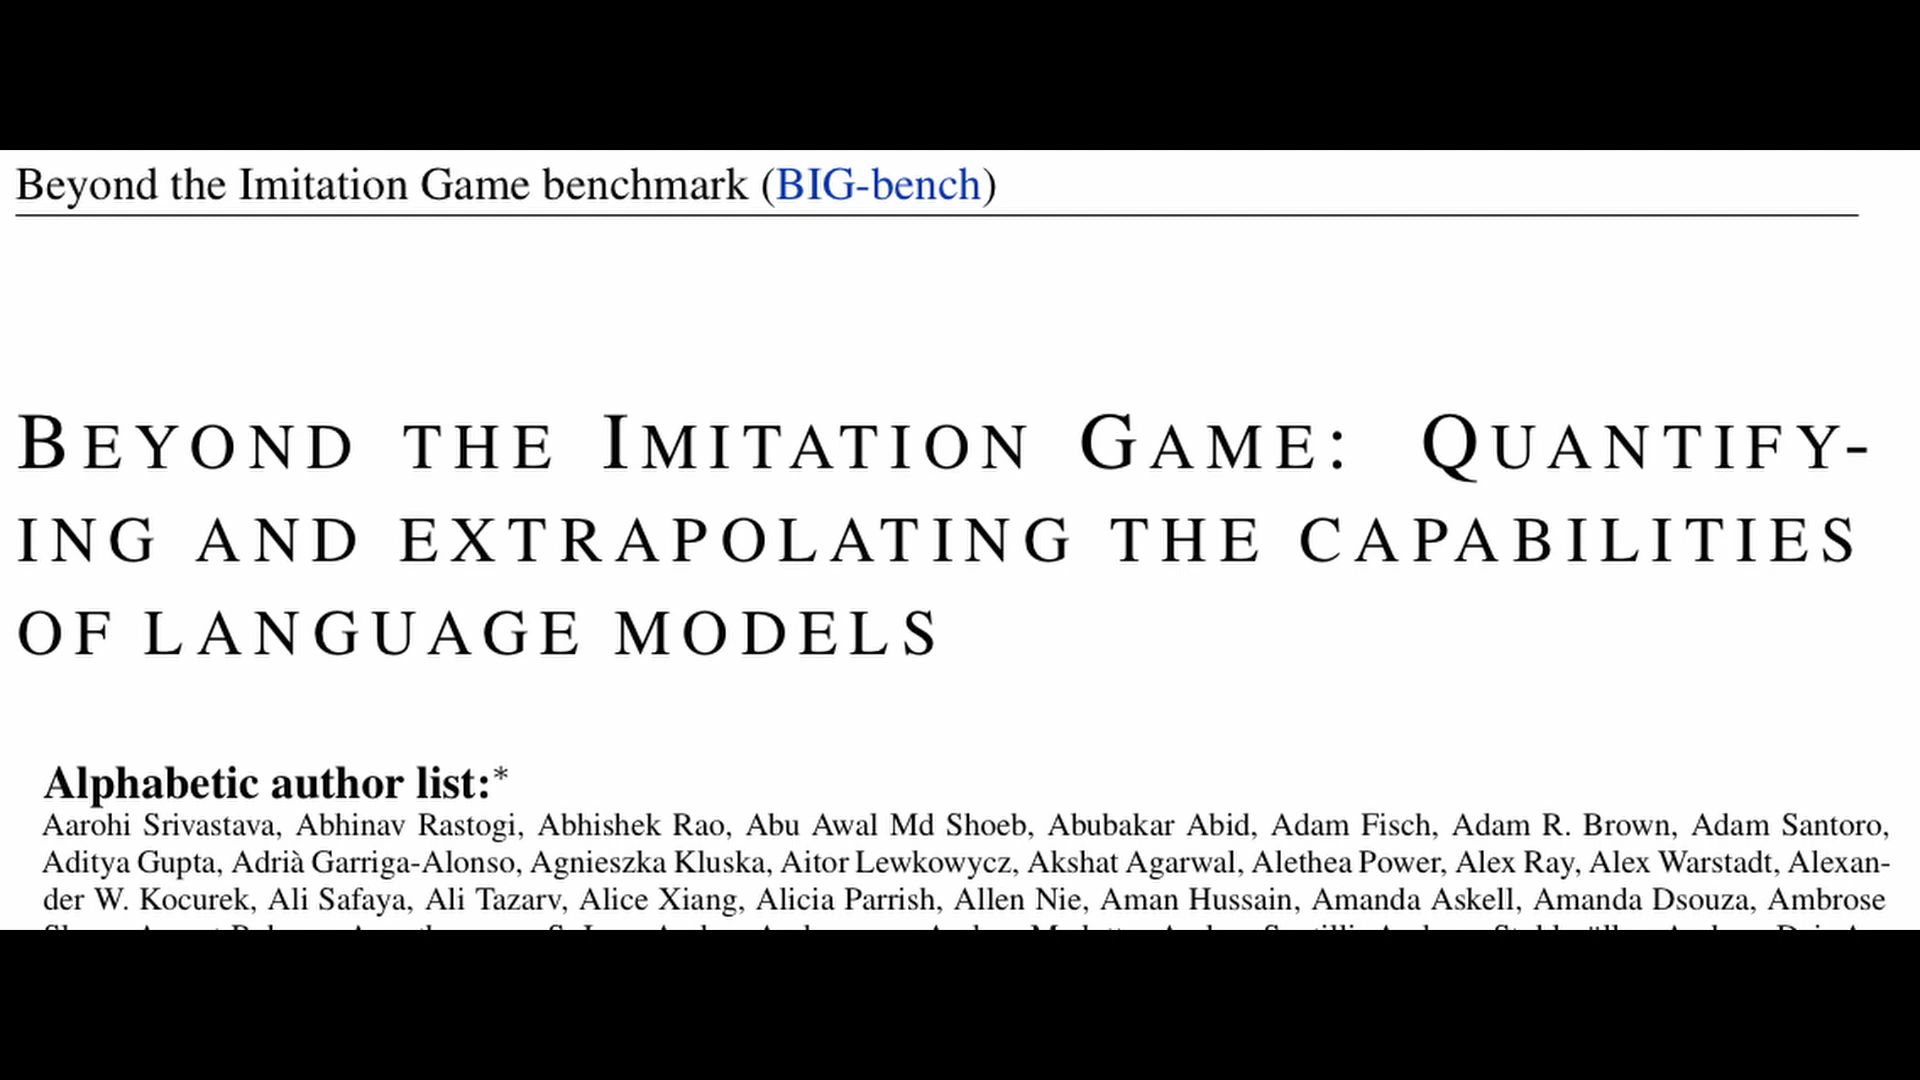 Beyond the Imitation Game benchmark (BIG-bench)
BEYOND THE IMITATION GAME: QUANTIFY-
ING AND EXTRAPOLATING THE CAPABILITIES
OF LANGUAGE MODELS
Alphabetic author list:*
Aarohi Srivastava, Abhinav Rastogi, Abhishek Rao, Abu Awal Md Shoeb, Abubakar Abid, Adam Fisch, Adam R. Brown, Adam Santoro,
Aditya Gupta, Adrià Garriga-Alonso, Agnieszka Kluska, Aitor Lewkowycz, Akshat Agarwal, Alethea Power, Alex Ray, Alex Warstadt, Alexan-
der W. Kocurek, Ali Safaya, Ali Tazarv, Alice Xiang, Alicia Parrish, Allen Nie, Aman Hussain, Amanda Askell, Amanda Dsouza, Ambrose